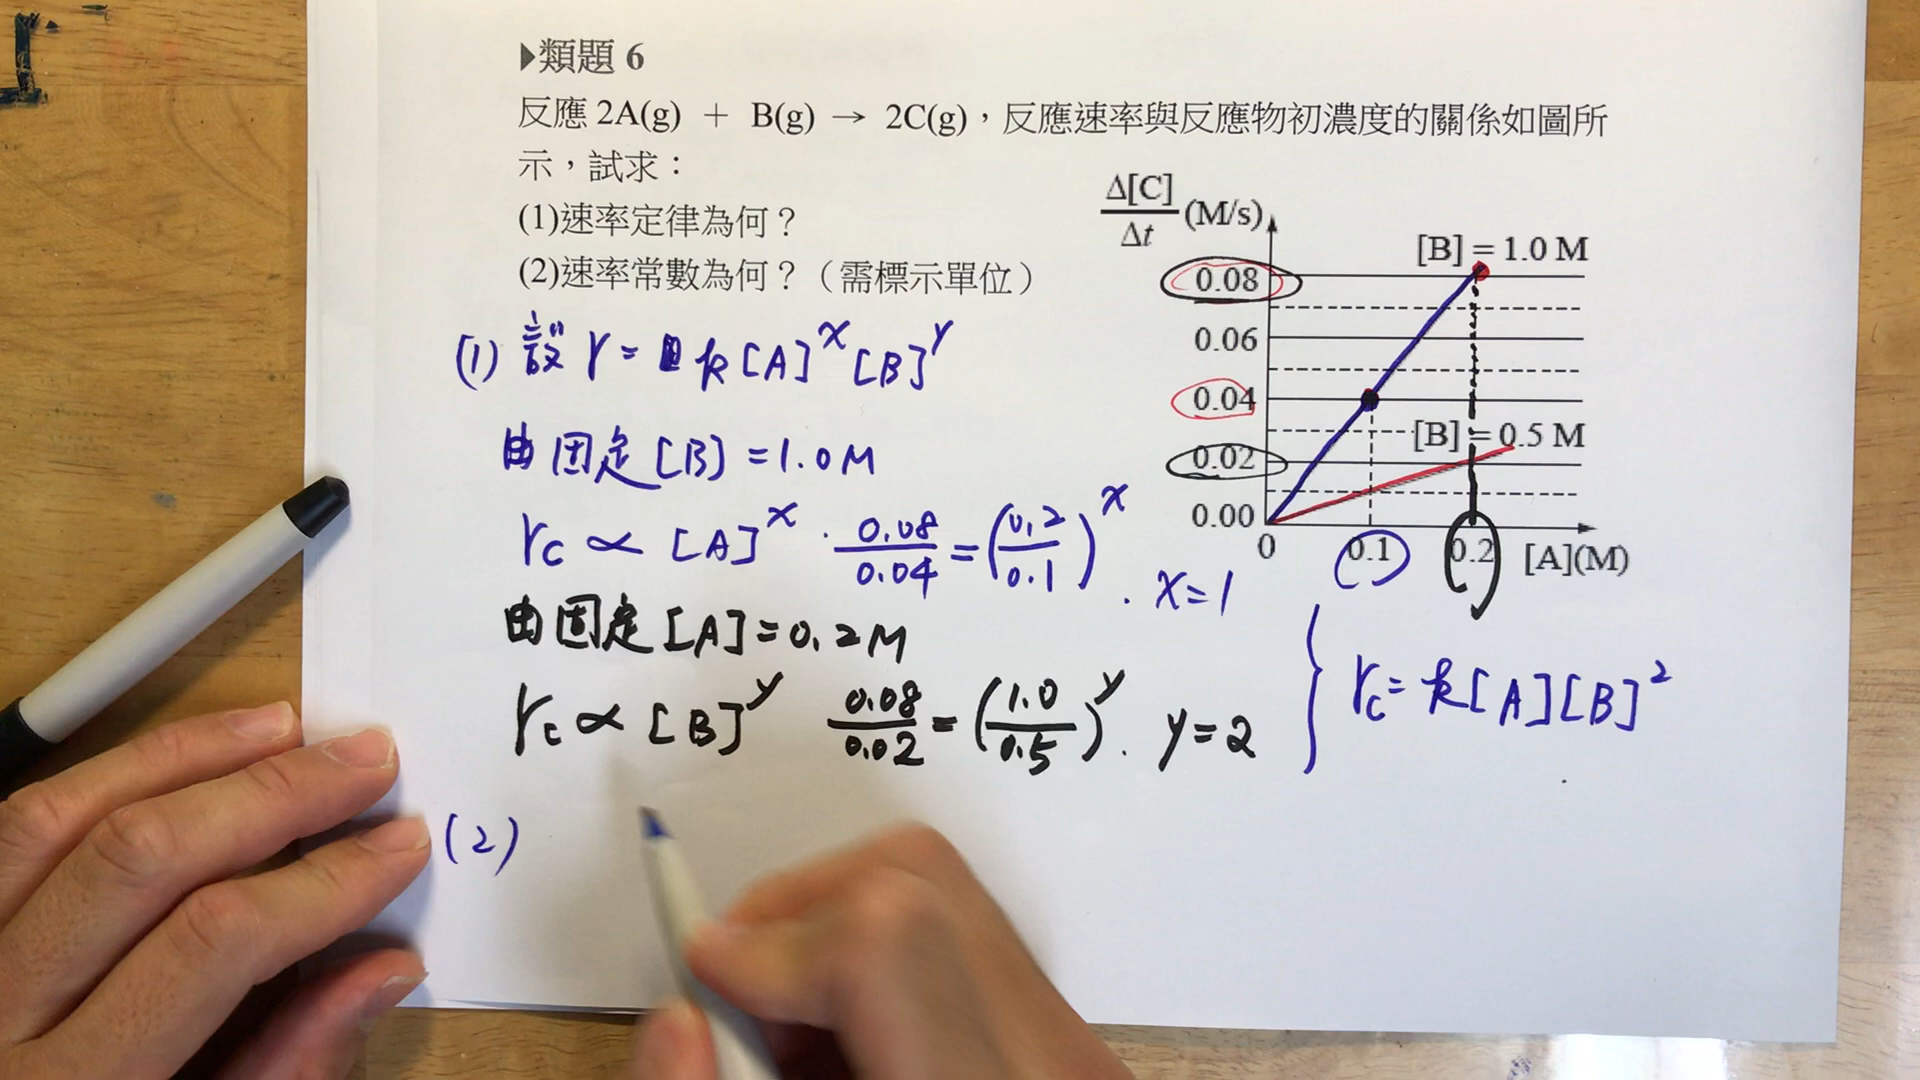 ▶類題 6
反應 2A(g) + B(g) → 2C(g)，反應速率與反應物初濃度的關係如圖所
示，試求：
(1)速率定律為何？
(2)速率常數為何？（需標示單位）
Δ[C]/Δt (M/s)
[B] = 1.0 M
0.08
0.06
0.04
[B] = 0.5 M
0.02
0.00
0 0.1 0.2 [A](M)
(1) 設 r = k[A]^x [B]^y
由固定[B] = 1.0M
rc ∝ [A]^x . 0.08/0.04 = (0.2/0.1)^x . x=1
由固定[A] = 0.2M
rc ∝ [B]^y 0.08/0.02 = (1.0/0.5)^y . y=2
} rc = k[A][B]^2
(2)